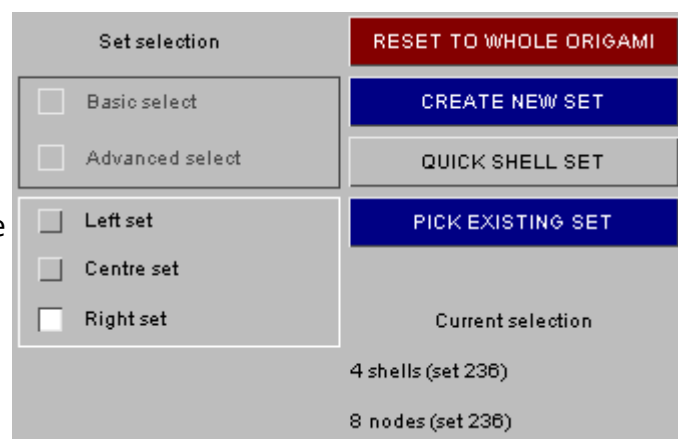 Set selection
RESET TO WHOLE ORIGAMI
Basic select
CREATE NEW SET
Advanced select
QUICK SHELL SET
e
Left set
PICK EXISTING SET
Centre set
Right set
Current selection
4 shells (set 236)
8 nodes (set 236)